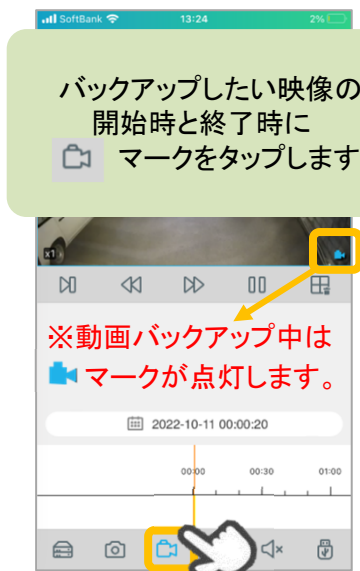 SoftBank 13:24 2%
バックアップしたい映像の
開始時と終了時に
マークをタップします
x1
※動画バックアップ中は
マークが点灯します。
2022-10-11 00:00:20
00:00 00:30 01:00